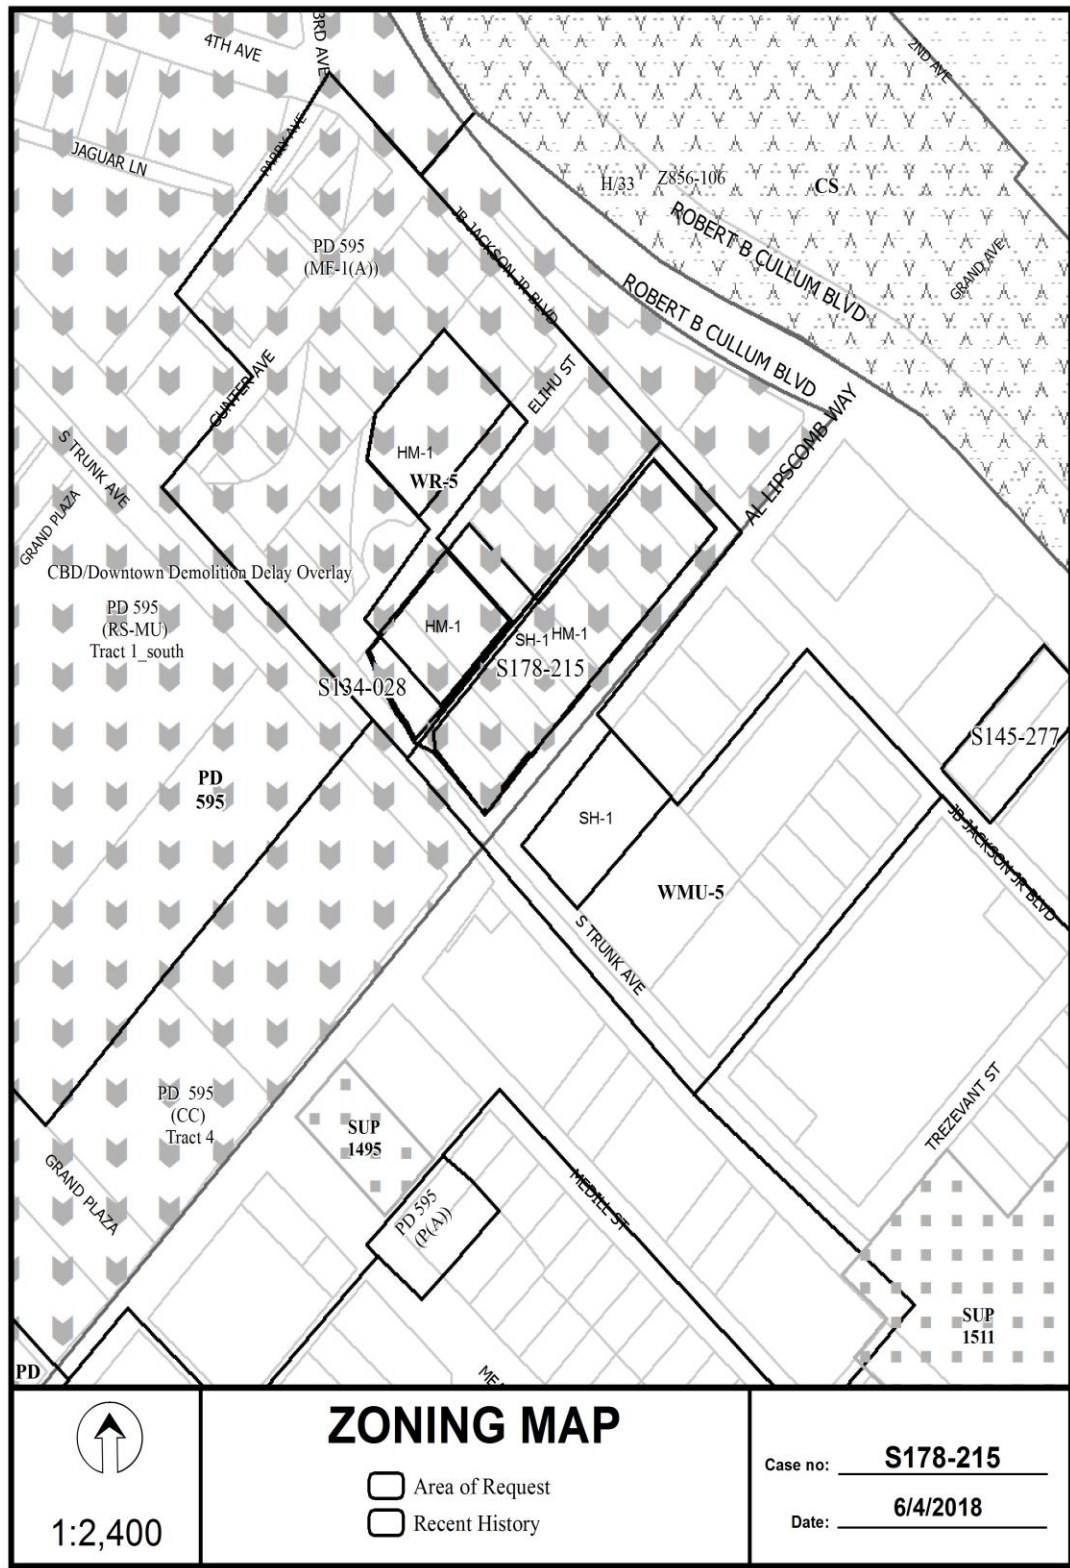 4TH AVE
3RD AVE
2ND AVE
JAGUAR LN
PARRY AVE
H/33
Z856-106
CS
ROBERT B CULLUM BLVD
GRAND AVE
PD 595
(MF-1(A))
JB JACKSON JR BLVD
ROBERT B CULLUM BLVD
GUNTER AVE
ELIHU ST
AL LIPSCOMB WAY
S TRUNK AVE
HM-1
WR-5
GRAND PLAZA
CBD/Downtown Demolition Delay Overlay
PD 595
(RS-MU)
Tract 1_south
HM-1
SH-1
HM-1
S178-215
S134-028
S145-277
PD
595
SH-1
JB JACKSON JR BLVD
WMU-5
S TRUNK AVE
PD 595
(CC)
Tract 4
TREZEVANT ST
SUP
1495
GRAND PLAZA
PD 595
(P(A))
MEDILL ST
SUP
1511
PD
ZONING MAP
Area of Request
Recent History
1:2,400
Case no: S178-215
Date: 6/4/2018